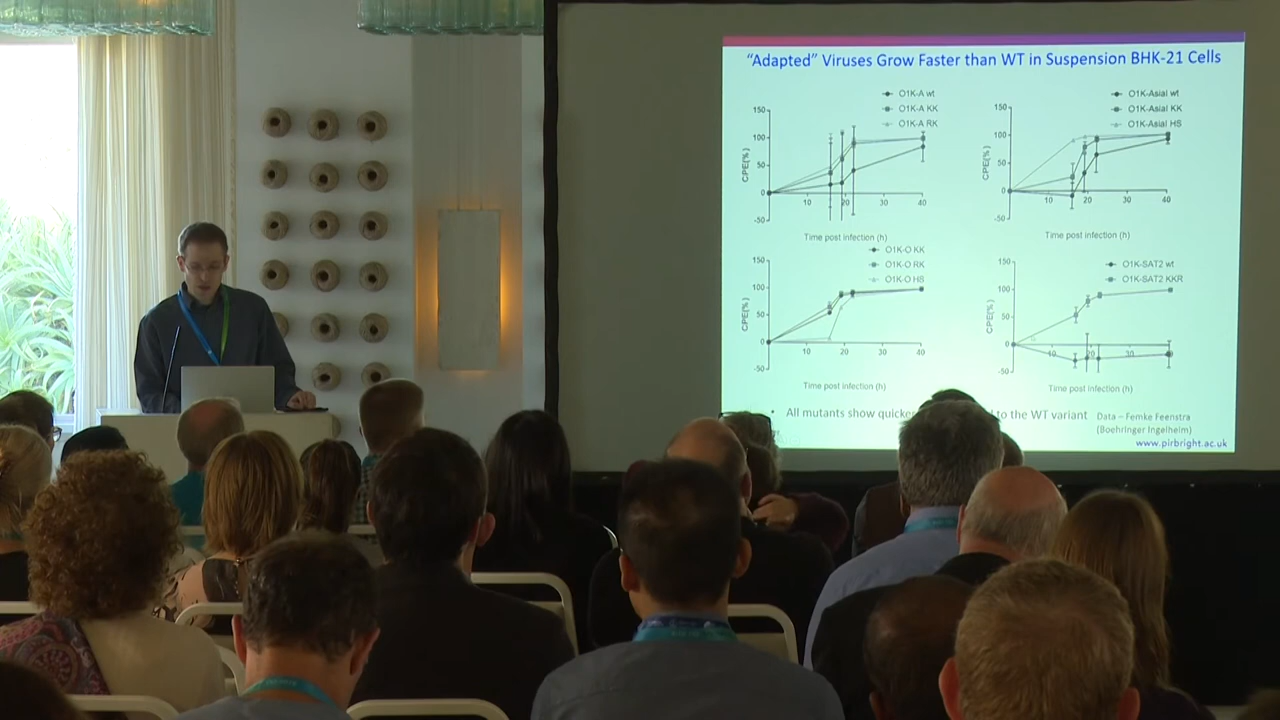 “Adapted” Viruses Grow Faster than WT in Suspension BHK-21 Cells
O1K-A wt
O1K-A KK
O1K-A RK
150
100
50
0
-50
CPE(%)
10
20
30
40
Time post infection (h)
O1K-Asial wt
O1K-Asial KK
O1K-Asial HS
150
100
50
0
-50
CPE(%)
10
20
30
40
Time post infection (h)
O1K-O KK
O1K-O RK
O1K-O HS
150
100
50
0
-50
CPE(%)
10
20
30
40
Time post infection (h)
O1K-SAT2 wt
O1K-SAT2 KKR
150
100
50
0
-50
CPE(%)
10
20
30
40
Time post infection (h)
• All mutants show quicker to the WT variant
Data – Femke Feenstra
(Boehringer Ingelheim)
www.pirbright.ac.uk